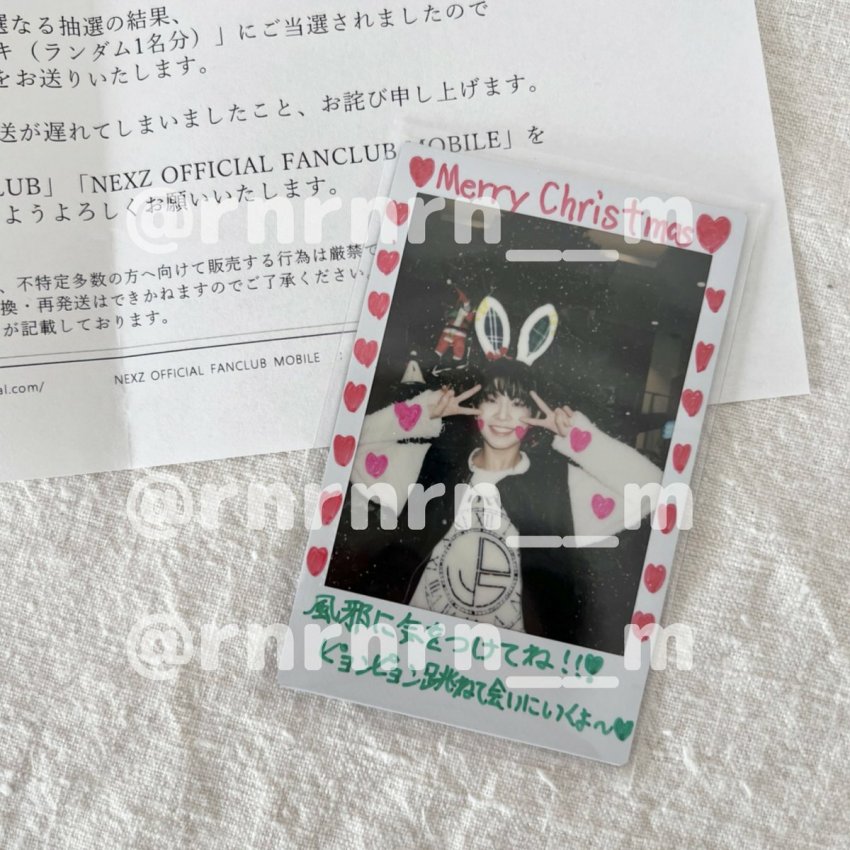 選なる抽選の結果、
キ（ランダム1名分）」にご当選されましたので
をお送りいたします。
送が遅れてしまいましたこと、お詫び申し上げます。
LUB」「NEXZ OFFICIAL FANCLUB MOBILE」を
ようよろしくお願いいたします。
、不特定多数の方へ向けて販売する行為は厳禁で
換・再発送はできかねますのでご了承ください
が記載しております。
al.com/ NEXZ OFFICIAL FANCLUB MOBILE :
Merry Christmas
風邪に気をつけてね!!
ピョンピョン跳ねて会いにいくよ〜
@rnrnrn__m
@rnrnrn__m
@rnrnrn__m